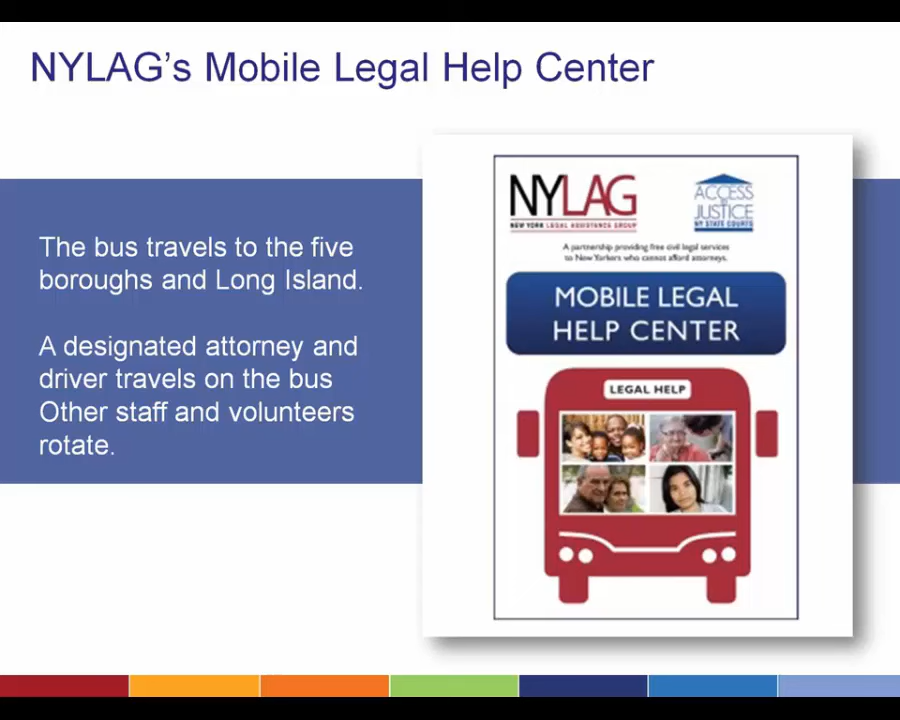 NYLAG's Mobile Legal Help Center
The bus travels to the five
boroughs and Long Island.
A designated attorney and
driver travels on the bus
Other staff and volunteers
rotate.
NYLAG
NEW YORK LEGAL ASSISTANCE GROUP
ACCESS
TO
JUSTICE
NY STATE COURTS
A partnership providing free civil legal services
to New Yorkers who cannot afford attorneys.
MOBILE LEGAL
HELP CENTER
LEGAL HELP